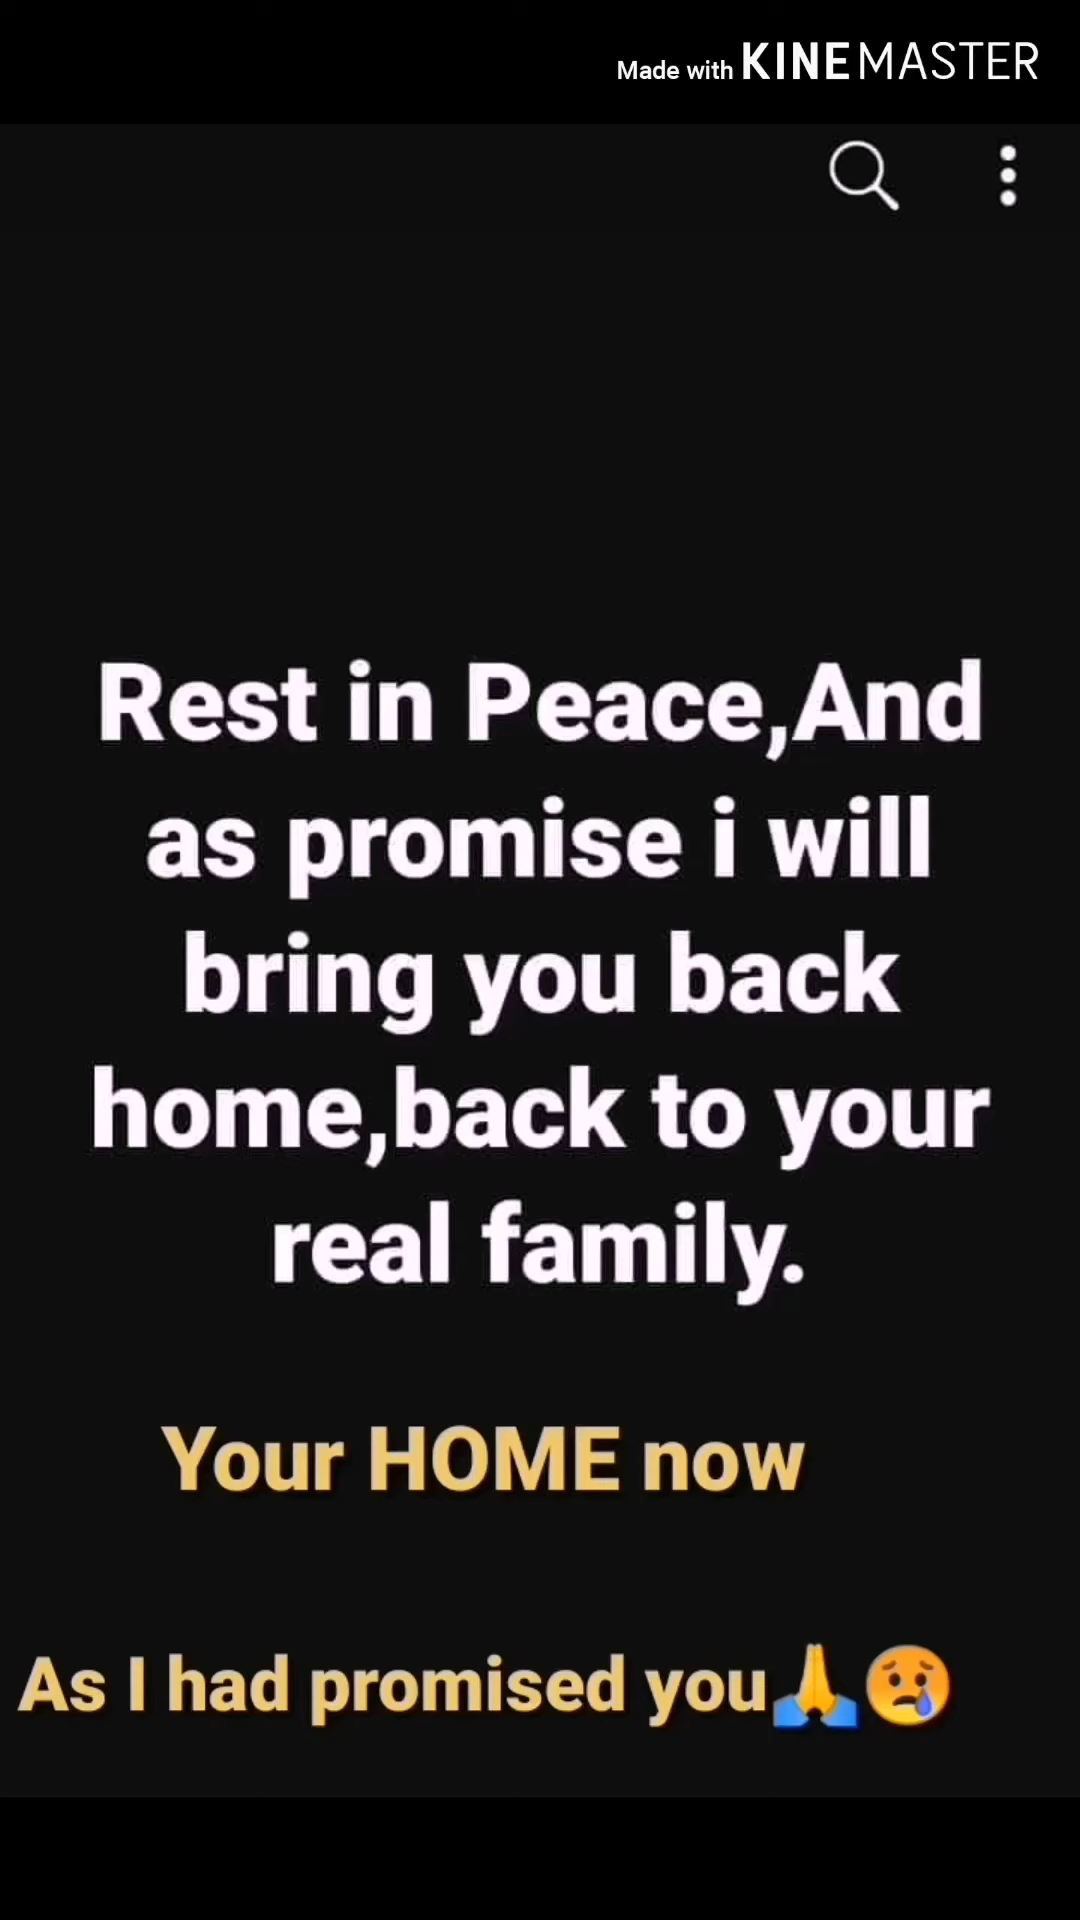 Made with KINEMASTER
Rest in Peace,And
as promise i will
bring you back
home,back to your
real family.
Your HOME now
As I had promised you🙏😢